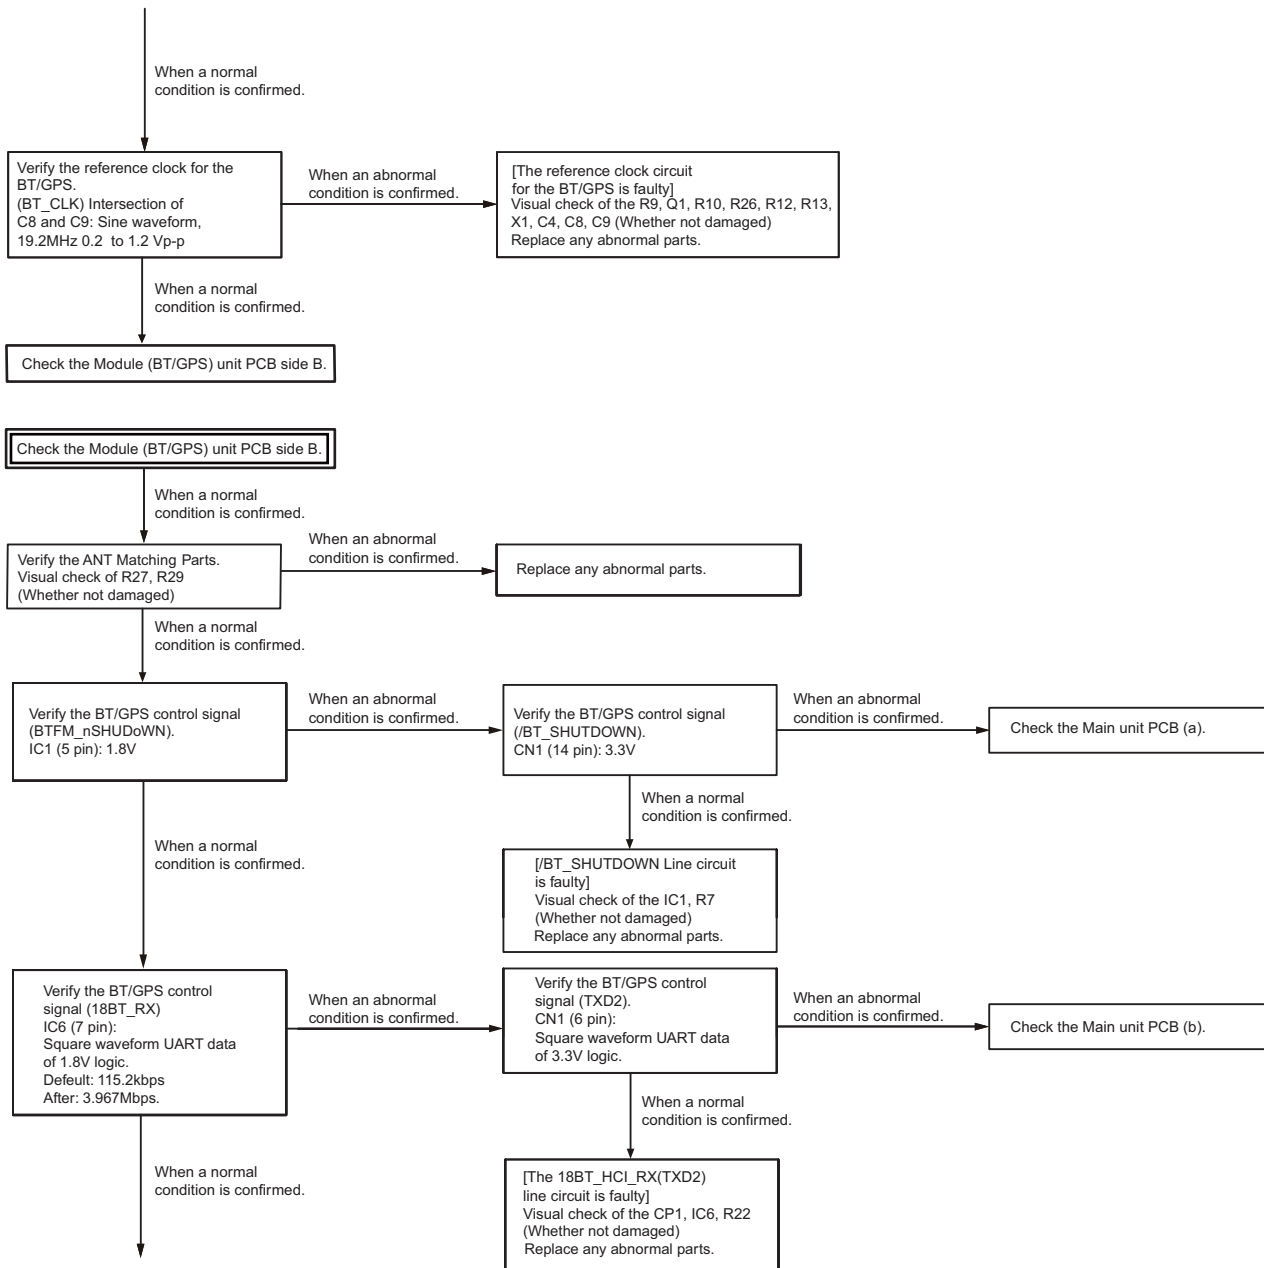 When a normal
condition is confirmed.
Verify the reference clock for the
BT/GPS.
(BT_CLK) Intersection of
C8 and C9: Sine waveform,
19.2MHz 0.2 to 1.2 Vp-p
When an abnormal
condition is confirmed.
[The reference clock circuit
for the BT/GPS is faulty]
Visual check of the R9, Q1, R10, R26, R12, R13,
X1, C4, C8, C9 (Whether not damaged)
Replace any abnormal parts.
When a normal
condition is confirmed.
Check the Module (BT/GPS) unit PCB side B.
Check the Module (BT/GPS) unit PCB side B.
When a normal
condition is confirmed.
Verify the ANT Matching Parts.
Visual check of R27, R29
(Whether not damaged)
When an abnormal
condition is confirmed.
Replace any abnormal parts.
When a normal
condition is confirmed.
Verify the BT/GPS control signal
(BTFM_nSHUDoWN).
IC1 (5 pin): 1.8V
When an abnormal
condition is confirmed.
Verify the BT/GPS control signal
(/BT_SHUTDOWN).
CN1 (14 pin): 3.3V
When an abnormal
condition is confirmed.
Check the Main unit PCB (a).
When a normal
condition is confirmed.
When a normal
condition is confirmed.
[/BT_SHUTDOWN Line circuit
is faulty]
Visual check of the IC1, R7
(Whether not damaged)
Replace any abnormal parts.
Verify the BT/GPS control
signal (18BT_RX)
IC6 (7 pin):
Square waveform UART data
of 1.8V logic.
Defeult: 115.2kbps
After: 3.967Mbps.
When an abnormal
condition is confirmed.
Verify the BT/GPS control
signal (TXD2).
CN1 (6 pin):
Square waveform UART data
of 3.3V logic.
When an abnormal
condition is confirmed.
Check the Main unit PCB (b).
When a normal
condition is confirmed.
When a normal
condition is confirmed.
[The 18BT_HCI_RX(TXD2)
line circuit is faulty]
Visual check of the CP1, IC6, R22
(Whether not damaged)
Replace any abnormal parts.